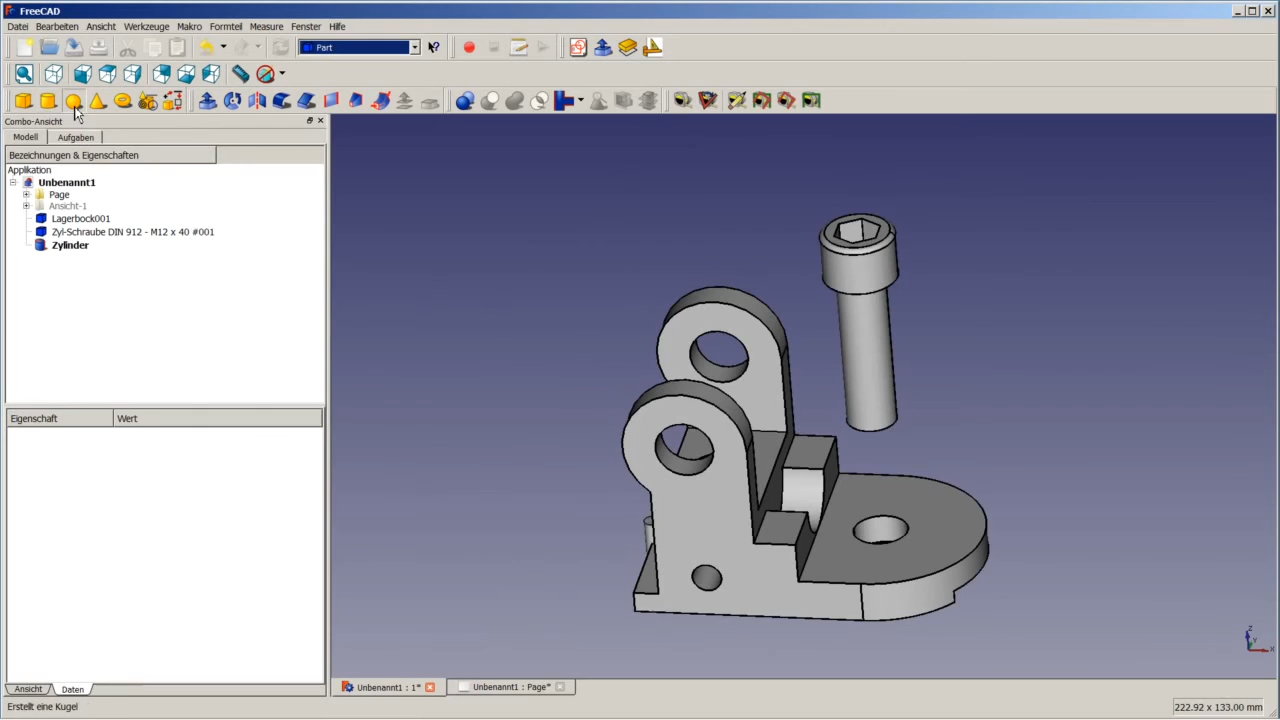 FreeCAD
Datei Bearbeiten Ansicht Werkzeuge Makro Formteil Measure Fenster Hilfe
Part
Combo-Ansicht
Modell Aufgaben
Bezeichnungen & Eigenschaften
Applikation
Unbenannt1
Page
Ansicht-1
Lagerbock001
Zyl-Schraube DIN 912 - M12 x 40 #001
Zylinder
Eigenschaft Wert
Ansicht Daten
Unbenannt1 : 1* Unbenannt1 : Page*
Erstellt eine Kugel
222.92 x 133.00 mm
Z
Y
X